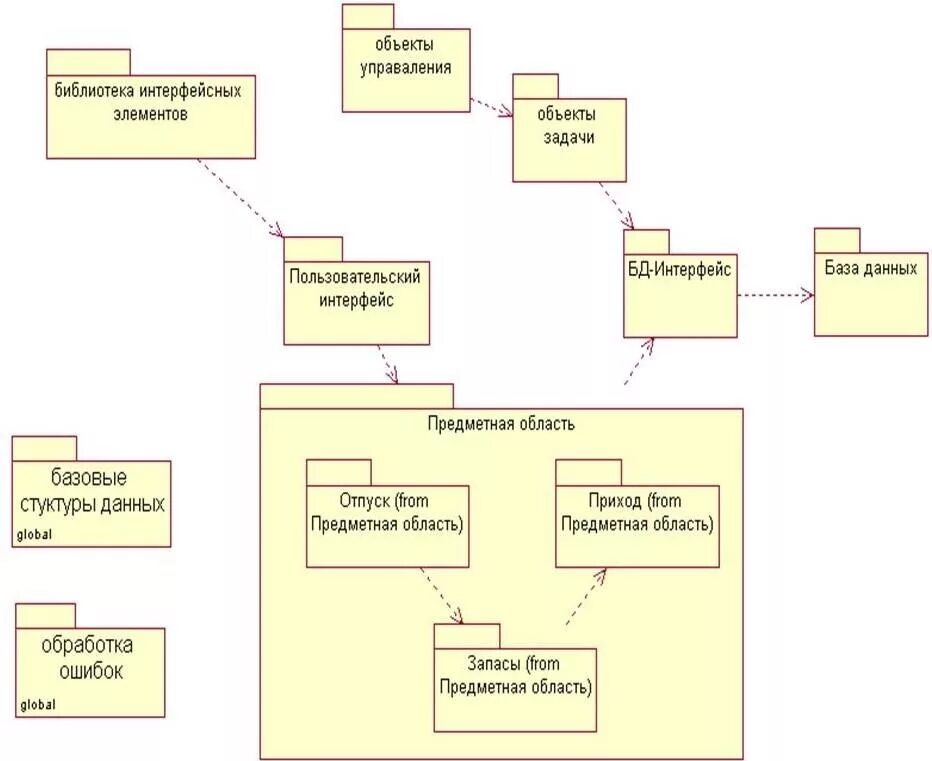 объекты
управаления
библиотека интерфейсных
элементов
объекты
задачи
Пользовательский
интерфейс
БД-Интерфейс
База данных
Предметная область
базовые
стуктуры данных
global
Отпуск (from
Предметная область)
Приход (from
Предметная область)
обработка
ошибок
global
Запасы (from
Предметная область)